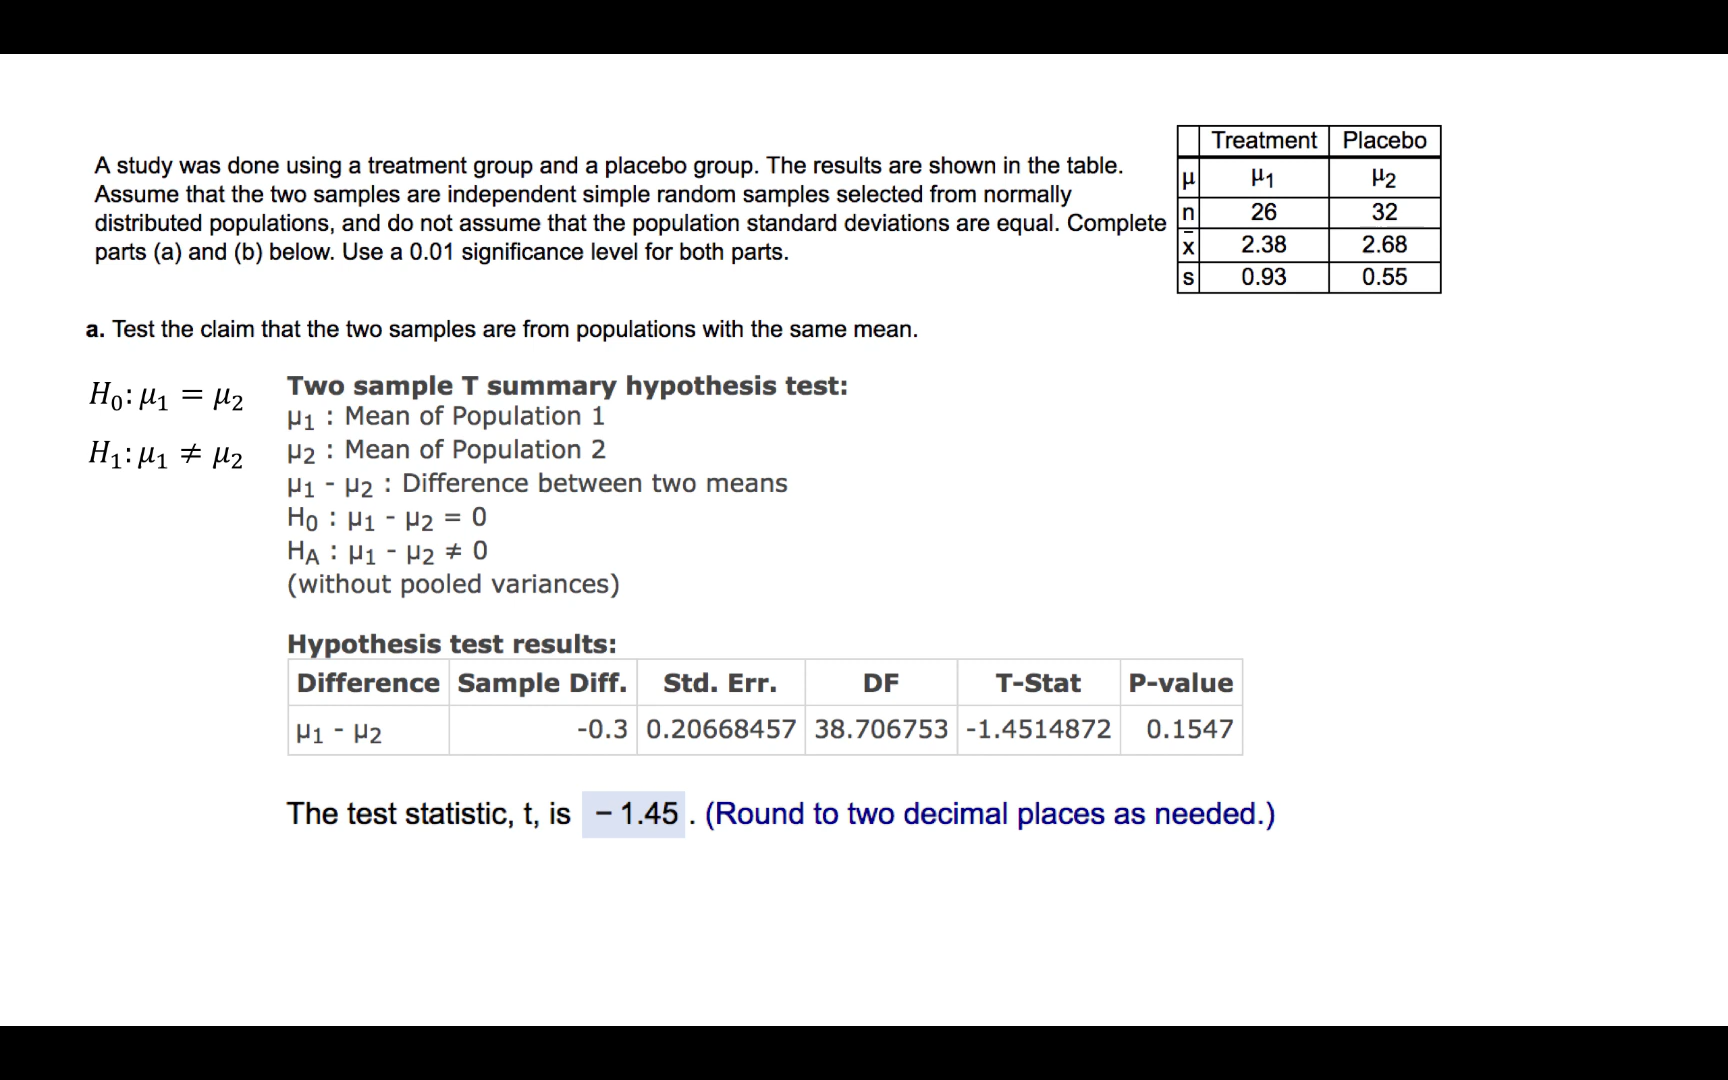 A study was done using a treatment group and a placebo group. The results are shown in the table.
Assume that the two samples are independent simple random samples selected from normally
distributed populations, and do not assume that the population standard deviations are equal. Complete
parts (a) and (b) below. Use a 0.01 significance level for both parts.
Treatment Placebo
μ μ₁ μ₂
n 26 32
x̄ 2.38 2.68
s 0.93 0.55
a. Test the claim that the two samples are from populations with the same mean.
H₀: μ₁ = μ₂
H₁: μ₁ ≠ μ₂
Two sample T summary hypothesis test:
μ₁ : Mean of Population 1
μ₂ : Mean of Population 2
μ₁ - μ₂ : Difference between two means
H₀ : μ₁ - μ₂ = 0
H_A : μ₁ - μ₂ ≠ 0
(without pooled variances)
Hypothesis test results:
Difference Sample Diff. Std. Err. DF T-Stat P-value
μ₁ - μ₂ -0.3 0.20668457 38.706753 -1.4514872 0.1547
The test statistic, t, is − 1.45 . (Round to two decimal places as needed.)